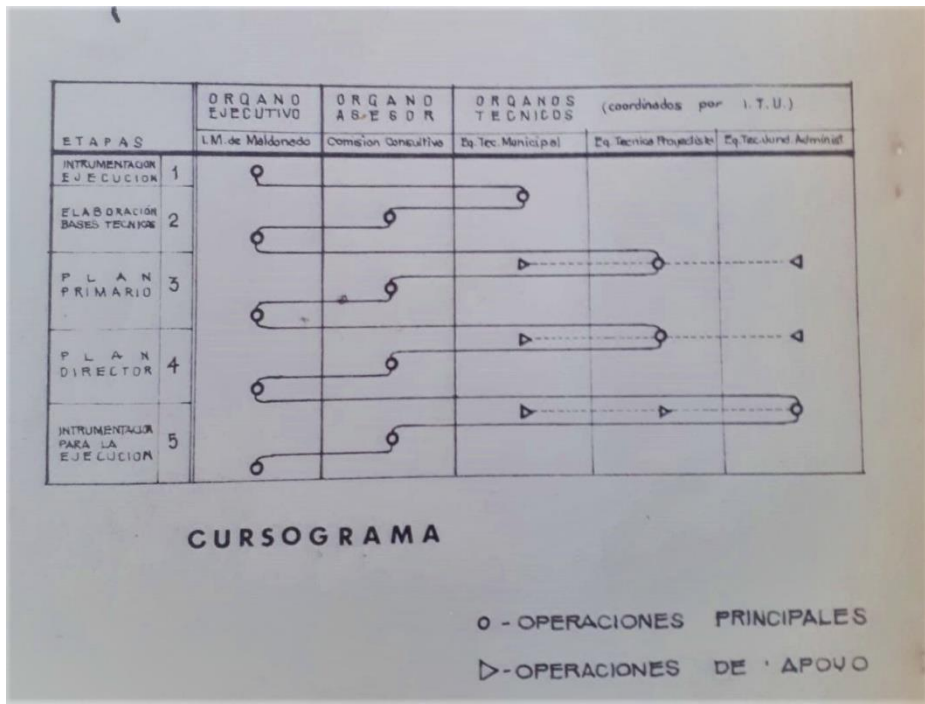 ORGANO EJECUTIVO
ORGANO ASESOR
ORGANOS TECNICOS (coordinados por I.T.U.)
ETAPAS
I.M. de Maldonado
Comision Consultiva
Eq. Tec. Municipal
Eq. Tecnico Proyectista
Eq. Tec. Jurid. Administ.
INTRUMENTACION
EJECUCION
1
ELABORACIÓN
BASES TECNICAS
2
PLAN
PRIMARIO
3
PLAN
DIRECTOR
4
INTRUMENTACION
PARA LA
EJECUCION
5
CURSOGRAMA
O - OPERACIONES PRINCIPALES
▷ - OPERACIONES DE APOYO